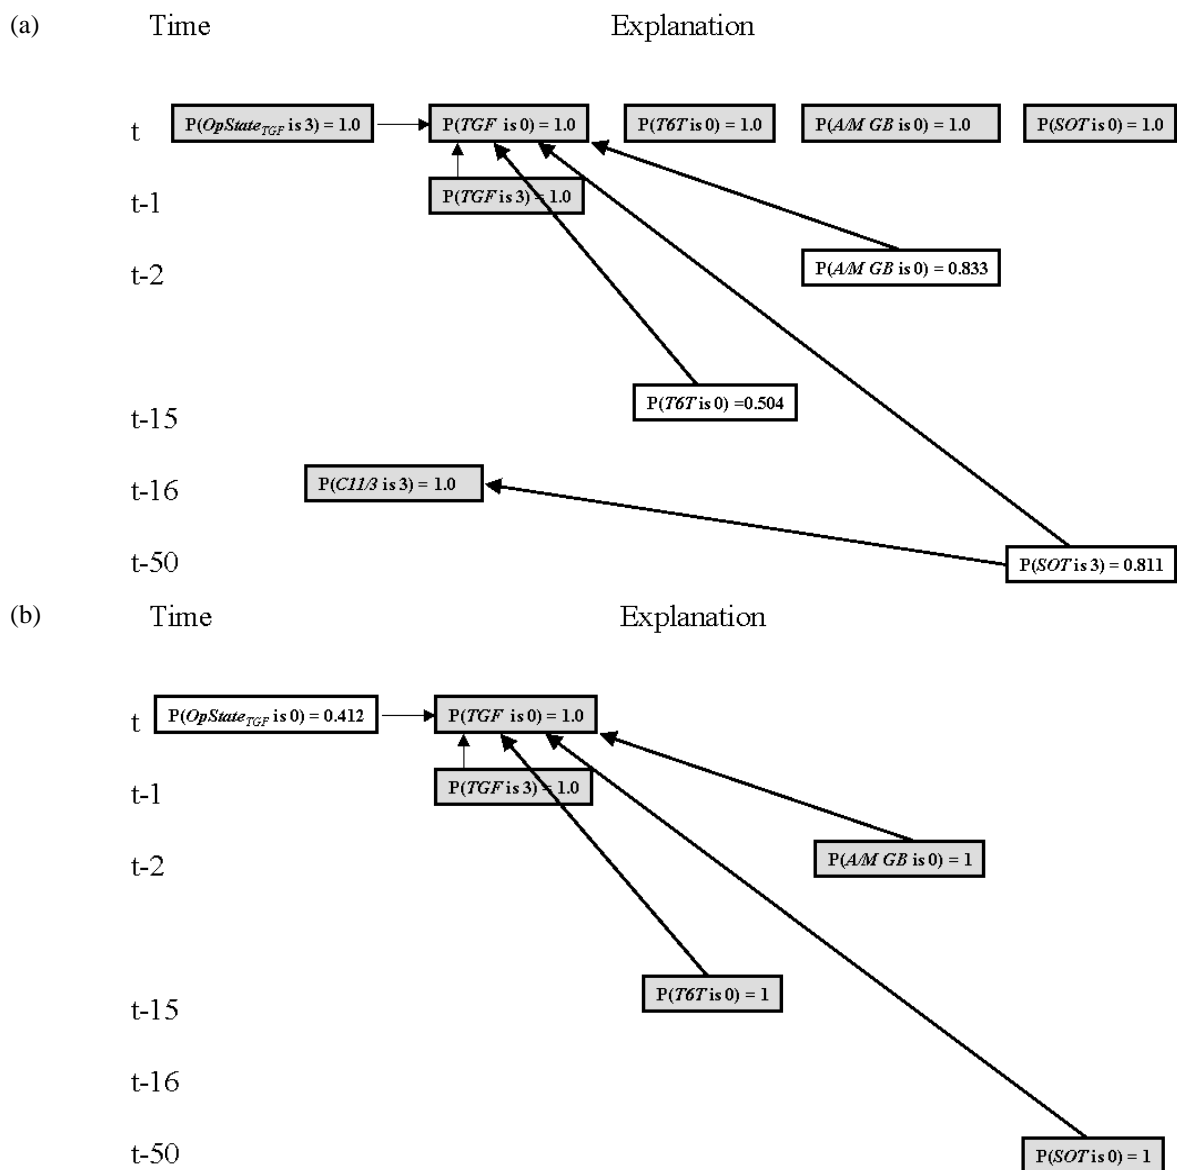 (a) Time Explanation
t P(OpState_TGF is 3) = 1.0 P(TGF is 0) = 1.0 P(T6T is 0) = 1.0 P(A/M GB is 0) = 1.0 P(SOT is 0) = 1.0
t-1 P(TGF is 3) = 1.0
t-2 P(A/M GB is 0) = 0.833
t-15 P(T6T is 0) =0.504
t-16 P(C11/3 is 3) = 1.0
t-50 P(SOT is 3) = 0.811
(b) Time Explanation
t P(OpState_TGF is 0) = 0.412 P(TGF is 0) = 1.0
t-1 P(TGF is 3) = 1.0
t-2 P(A/M GB is 0) = 1
t-15 P(T6T is 0) = 1
t-16
t-50 P(SOT is 0) = 1